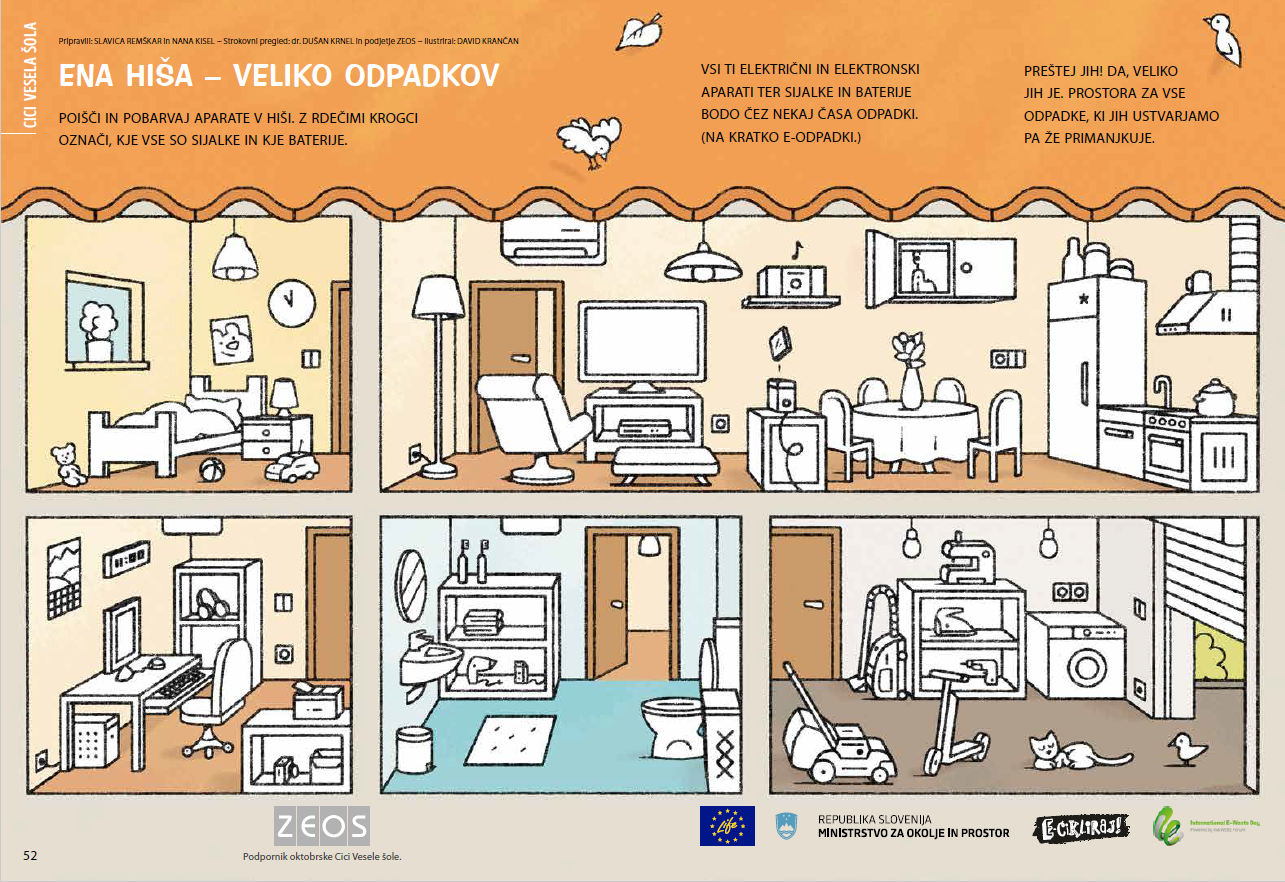 CICI VESELA ŠOLA
Pripravili: SLAVICA REMŠKAR in NANA KISEL – Strokovni pregled: dr. DUŠAN KRNEL in podjetje ZEOS – Ilustriral: DAVID KRANČAN
ENA HIŠA – VELIKO ODPADKOV
POIŠČI IN POBARVAJ APARATE V HIŠI. Z RDEČIMI KROGCI
OZNAČI, KJE VSE SO SIJALKE IN KJE BATERIJE.
VSI TI ELEKTRIČNI IN ELEKTRONSKI
APARATI TER SIJALKE IN BATERIJE
BODO ČEZ NEKAJ ČASA ODPADKI.
(NA KRATKO E-ODPADKI.)
PREŠTEJ JIH! DA, VELIKO
JIH JE. PROSTORA ZA VSE
ODPADKE, KI JIH USTVARJAMO
PA ŽE PRIMANJKUJE.
ZEOS
Podpornik oktobrske Cici Vesele šole.
Life
REPUBLIKA SLOVENIJA
MINISTRSTVO ZA OKOLJE IN PROSTOR
E-CIKLIRAJ!
International E-Waste Day
52